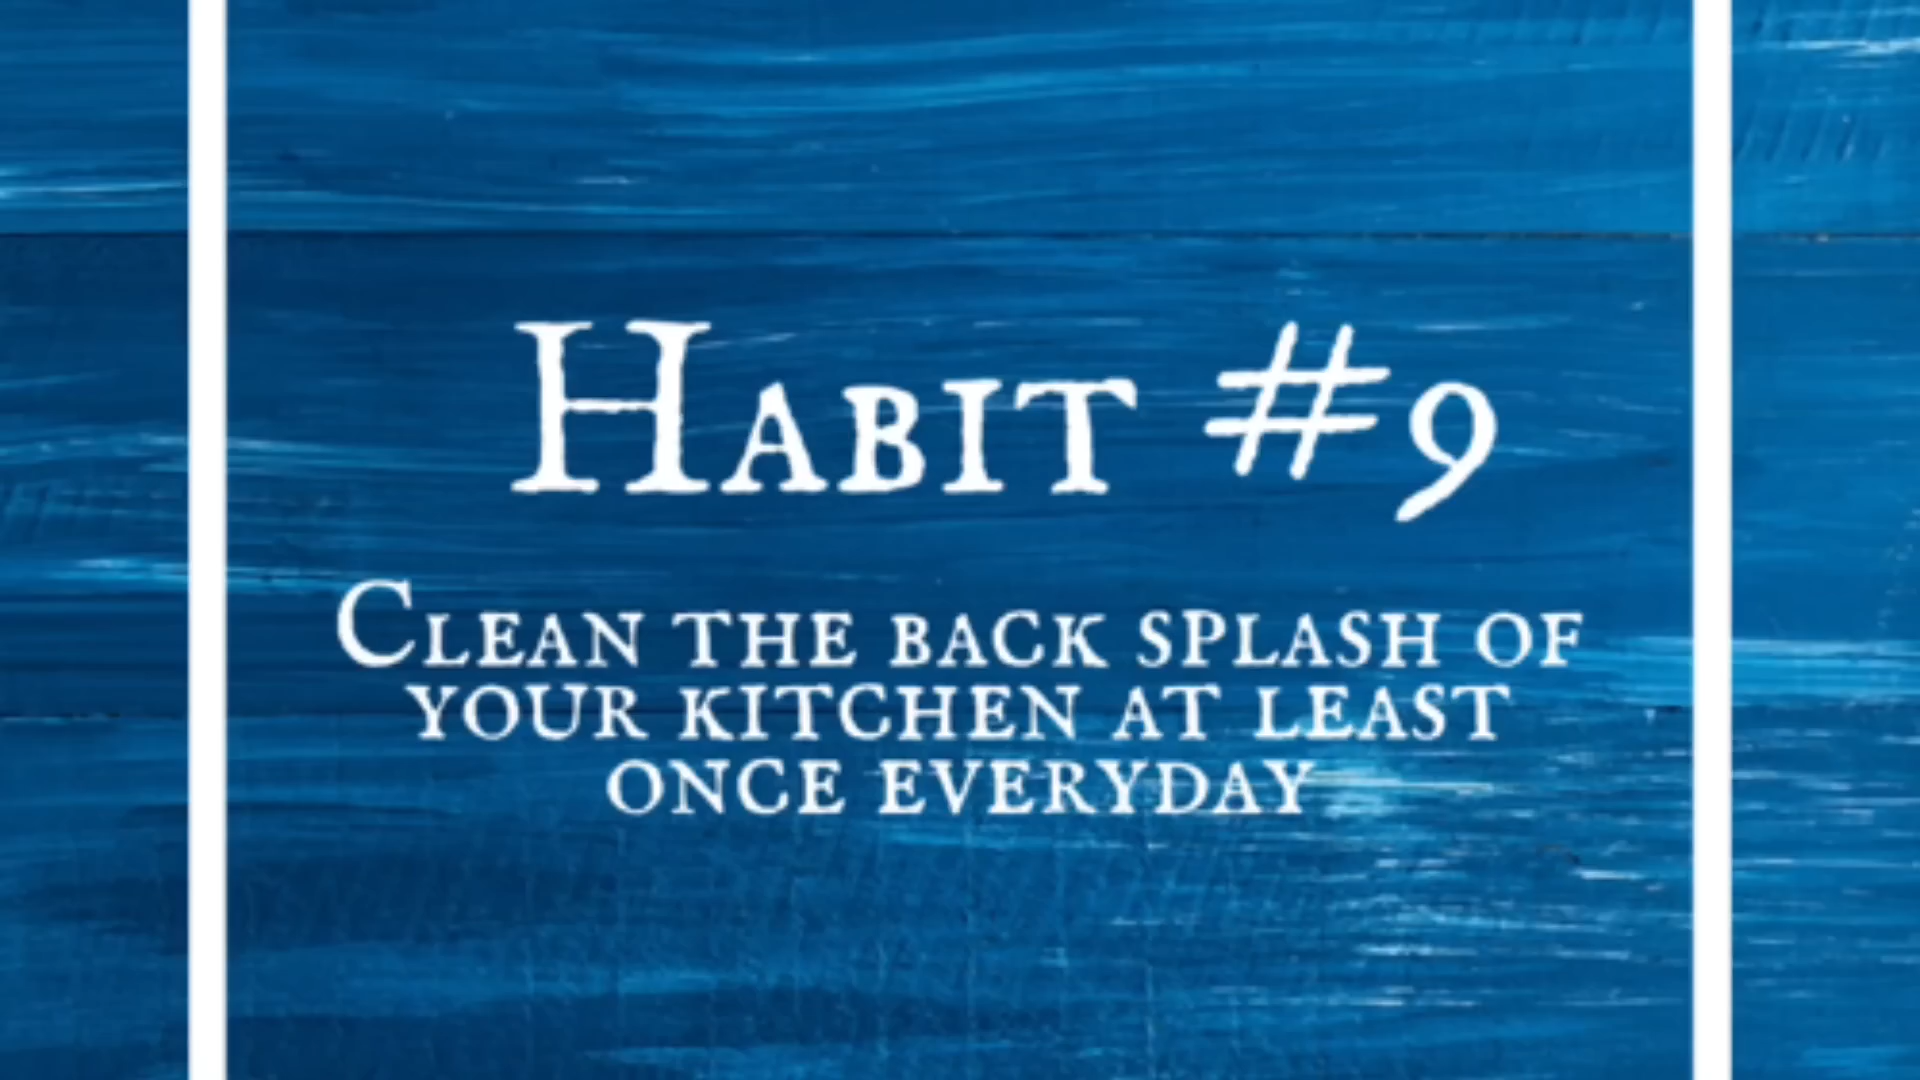 Habit #9
Clean the back splash of
your kitchen at least
once everyday